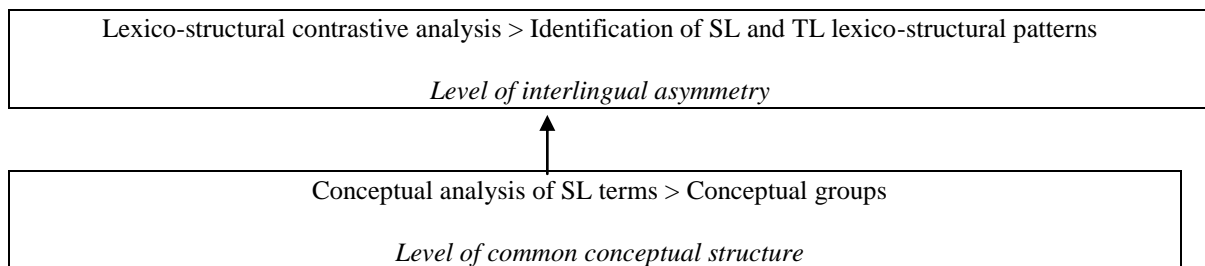 Lexico-structural contrastive analysis > Identification of SL and TL lexico-structural patterns
Level of interlingual asymmetry
Conceptual analysis of SL terms > Conceptual groups
Level of common conceptual structure